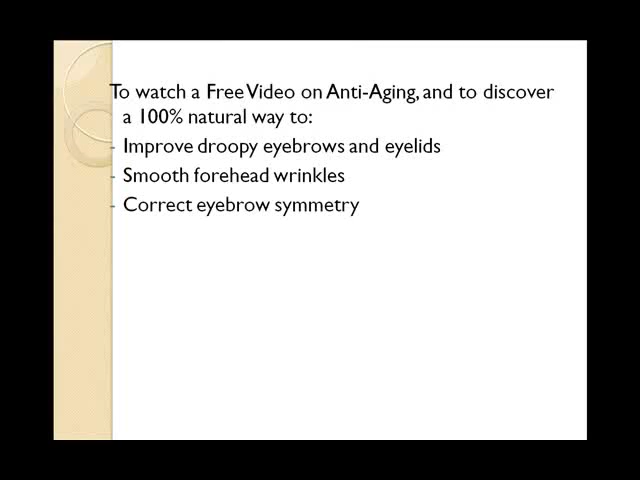 To watch a Free Video on Anti-Aging, and to discover
a 100% natural way to:
- Improve droopy eyebrows and eyelids
- Smooth forehead wrinkles
- Correct eyebrow symmetry